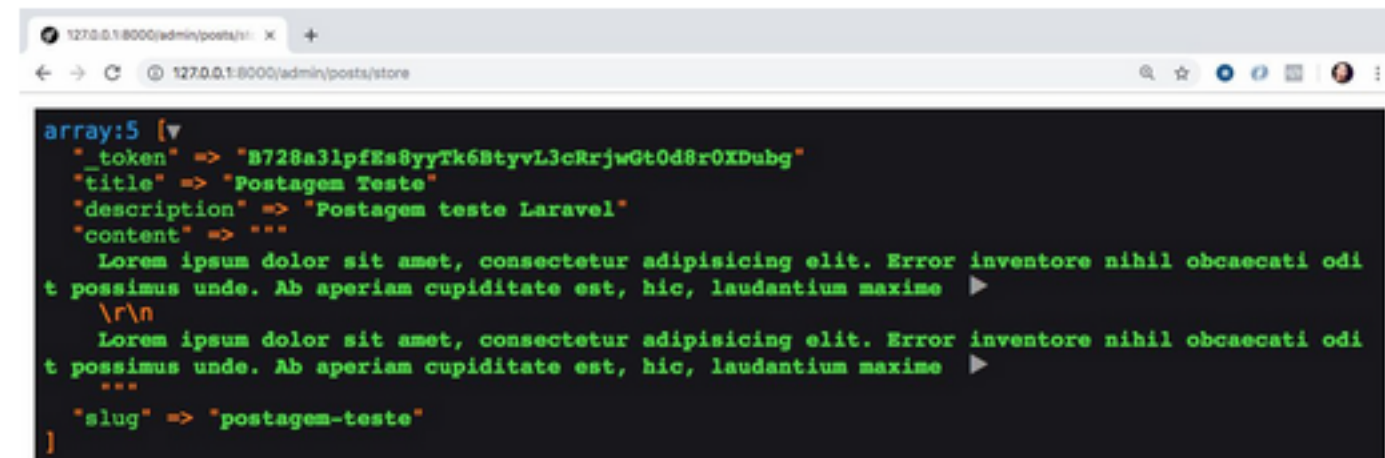 127.0.0.1:8000/admin/posts/st
127.0.0.1:8000/admin/posts/store
array:5 [▼
"_token" => "B728a3lpfEs8yyTk6BtyvL3cRrjwGtOd8r0XDubg"
"title" => "Postagem Teste"
"description" => "Postagem teste Laravel"
"content" => """
Lorem ipsum dolor sit amet, consectetur adipisicing elit. Error inventore nihil obcaecati odi
t possimus unde. Ab aperiam cupiditate est, hic, laudantium maxime ▶
\r\n
Lorem ipsum dolor sit amet, consectetur adipisicing elit. Error inventore nihil obcaecati odi
t possimus unde. Ab aperiam cupiditate est, hic, laudantium maxime ▶
"""
"slug" => "postagem-teste"
]